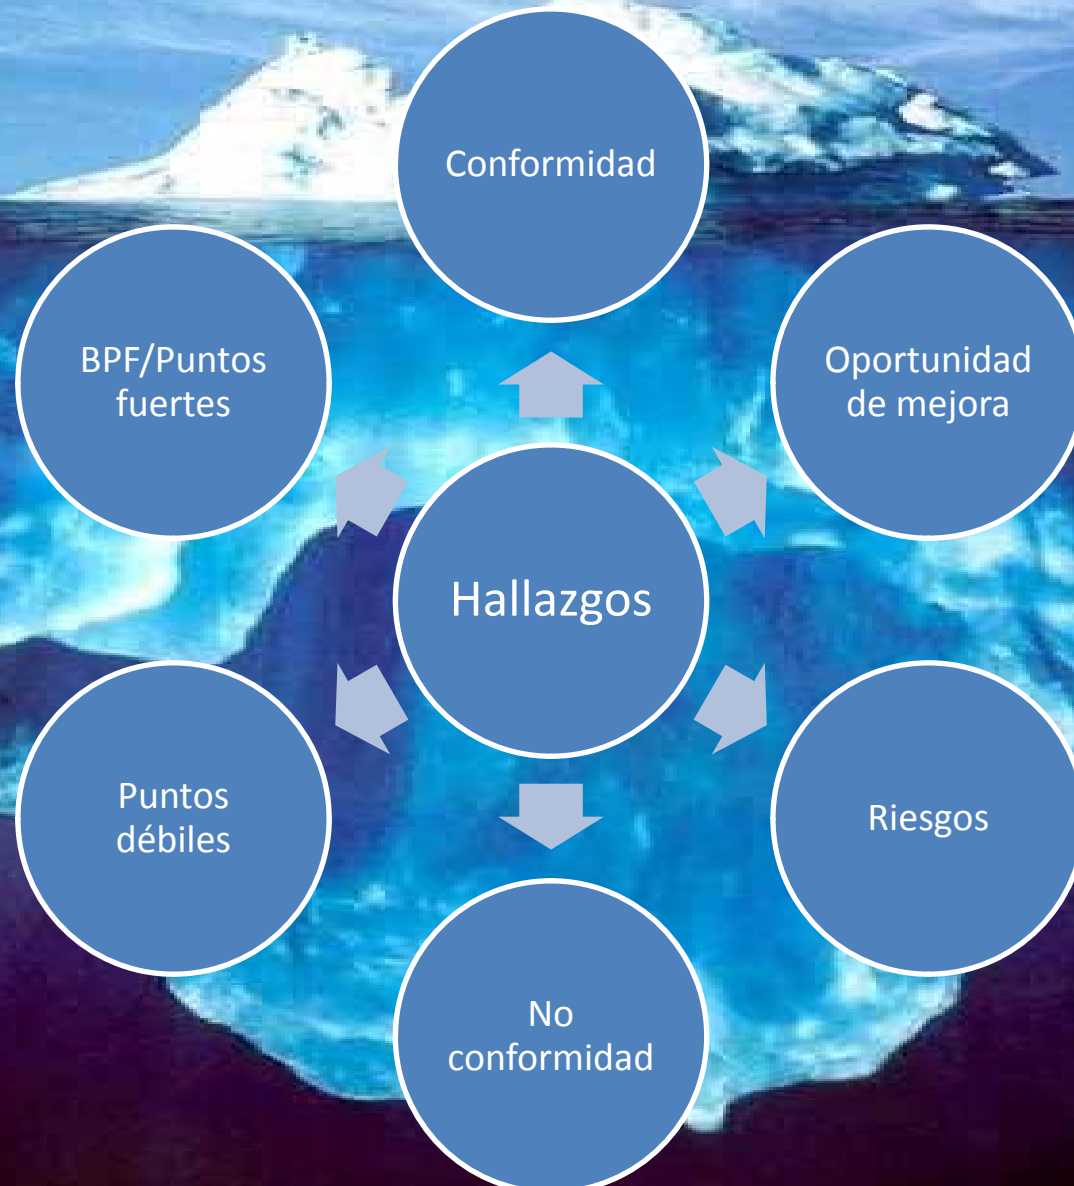 Conformidad
BPF/Puntos
fuertes
Oportunidad
de mejora
Hallazgos
Puntos
débiles
Riesgos
No
conformidad